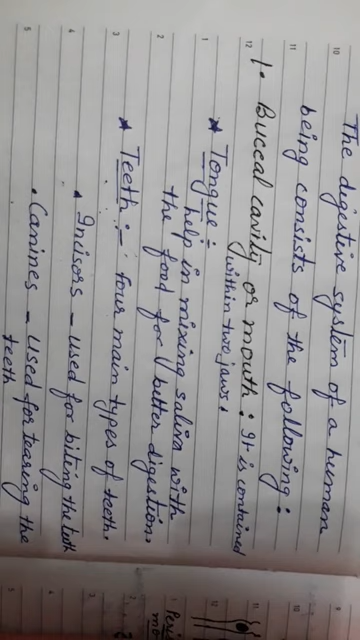 The digestive system of a human
being consists of the following:
1. Buccal cavity or mouth: It is contained
within two jaws.
* Tongue :-
help in mixing saliva with
the food for better digestion.
* Teeth :- four main types of teeth.
• Incisors - used for biting the
• Canines - Used for tearing the
teeth